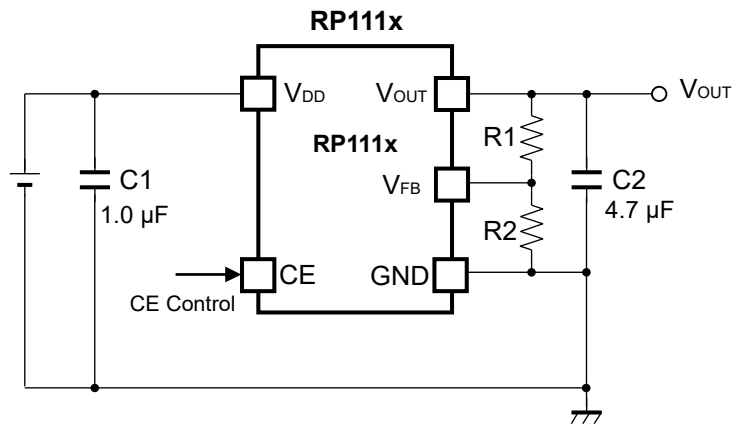 RP111x
VDD
VOUT
VOUT
RP111x
R1
VFB
C1
1.0 µF
C2
4.7 µF
R2
CE
GND
CE Control